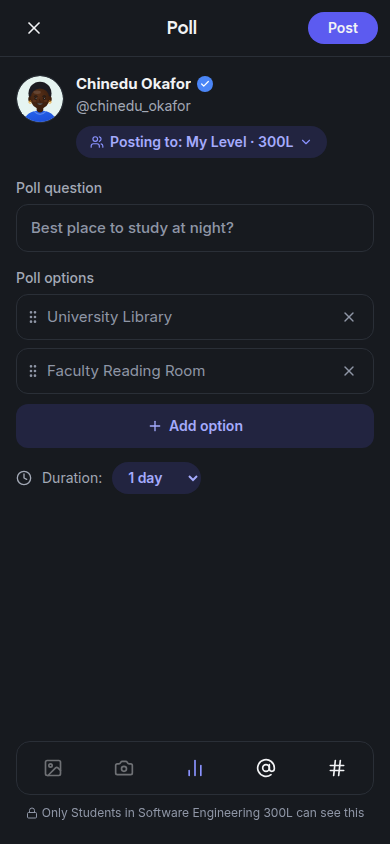 Poll
Post
Chinedu Okafor
@chinedu_okafor
Posting to: My Level · 300L
Poll question
Best place to study at night?
Poll options
University Library
Faculty Reading Room
+ Add option
Duration: 1 day
Only Students in Software Engineering 300L can see this